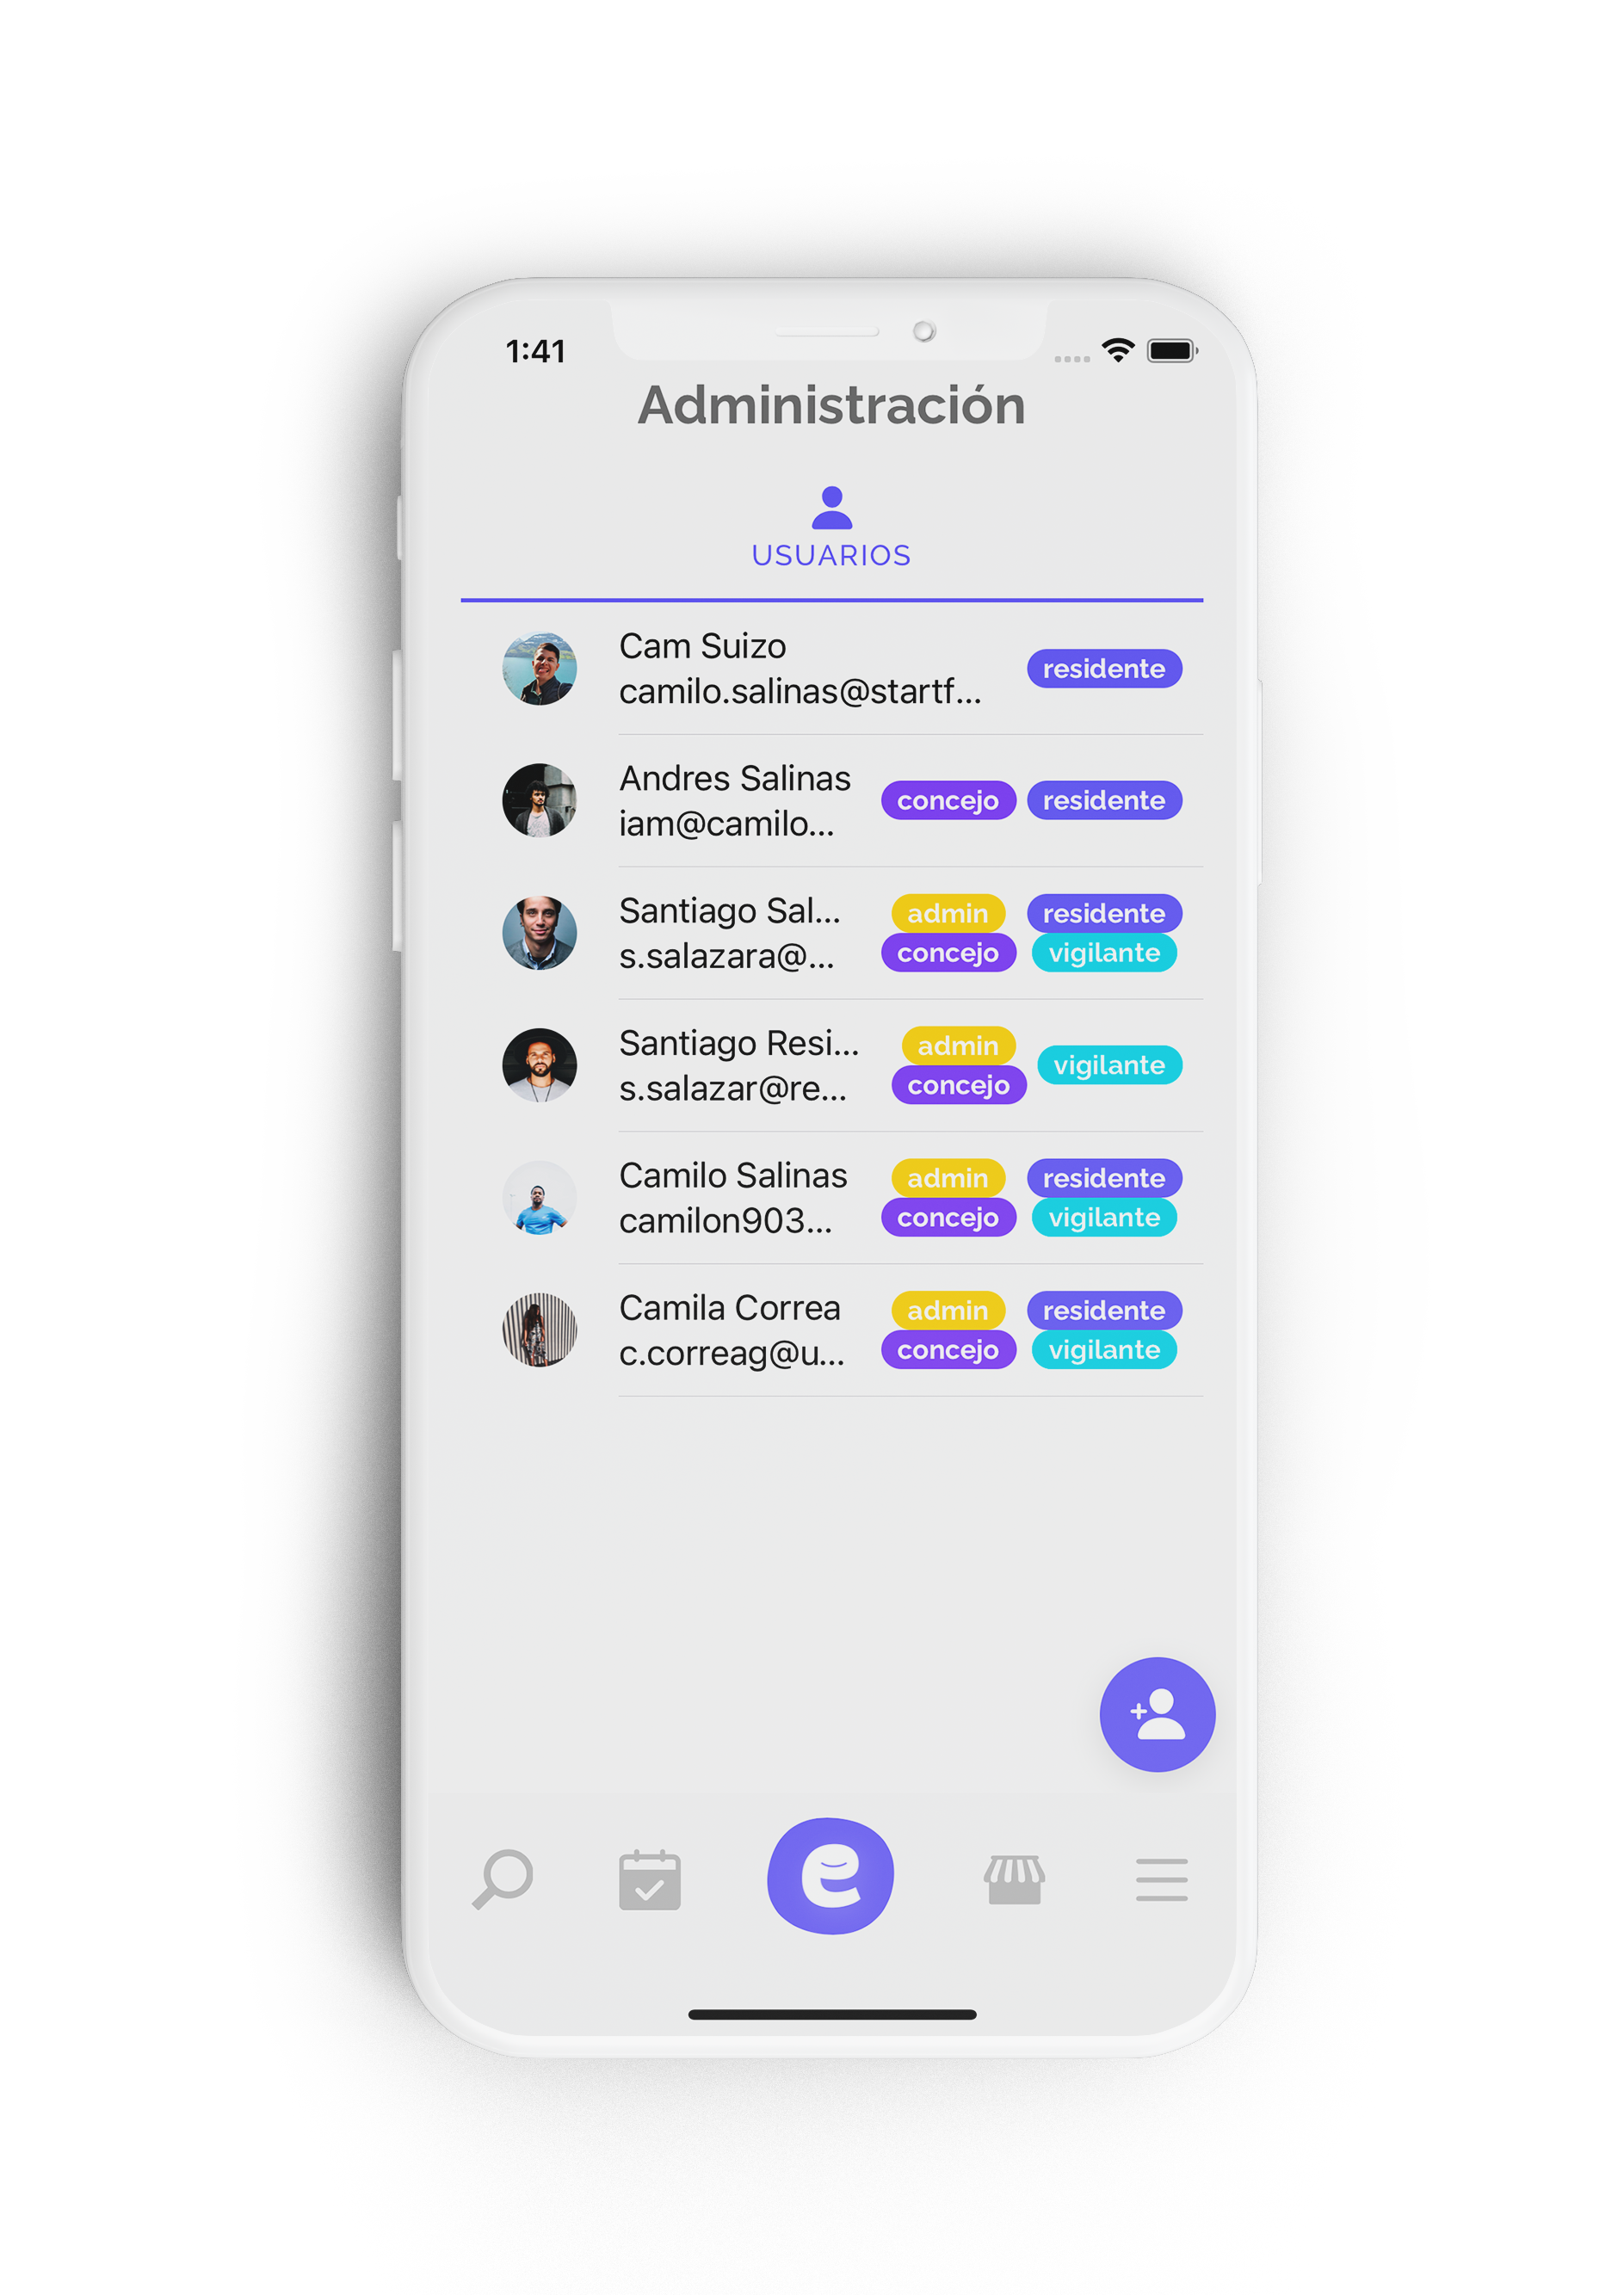 1:41
Administración
USUARIOS
Cam Suizo
camilo.salinas@startf...
residente
Andres Salinas
iam@camilo...
concejo residente
Santiago Sal...
s.salazara@...
admin residente
concejo vigilante
Santiago Resi...
s.salazar@re...
admin
concejo
vigilante
Camilo Salinas
camilon903...
admin residente
concejo vigilante
Camila Correa
c.correag@u...
admin residente
concejo vigilante
e